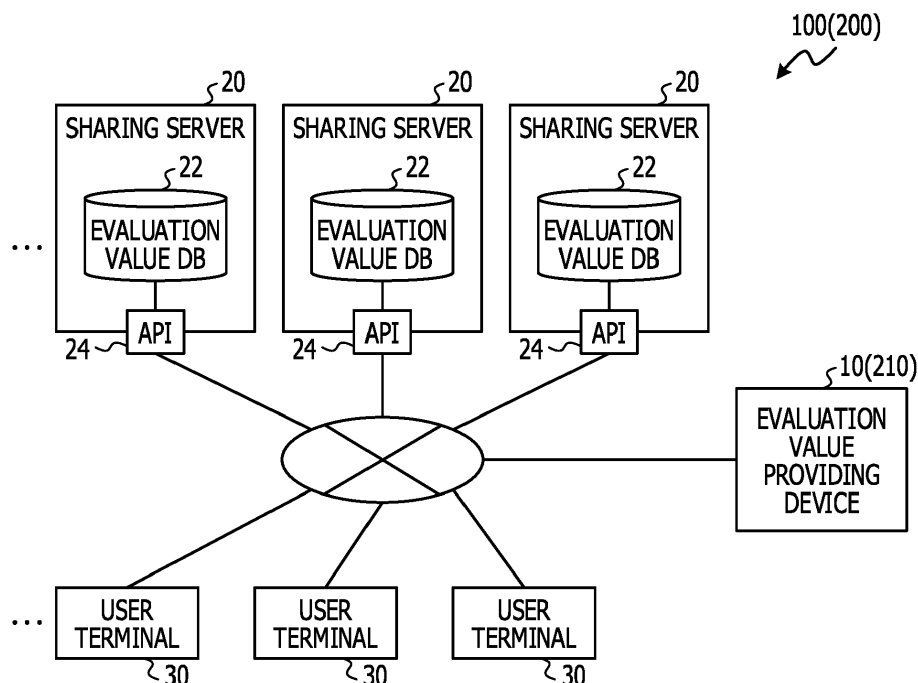 100(200)
20
20
20
SHARING SERVER
SHARING SERVER
SHARING SERVER
22
22
22
EVALUATION
VALUE DB
EVALUATION
VALUE DB
EVALUATION
VALUE DB
...
API
API
API
24
24
24
10(210)
EVALUATION
VALUE
PROVIDING
DEVICE
...
USER
TERMINAL
USER
TERMINAL
USER
TERMINAL
30
30
30